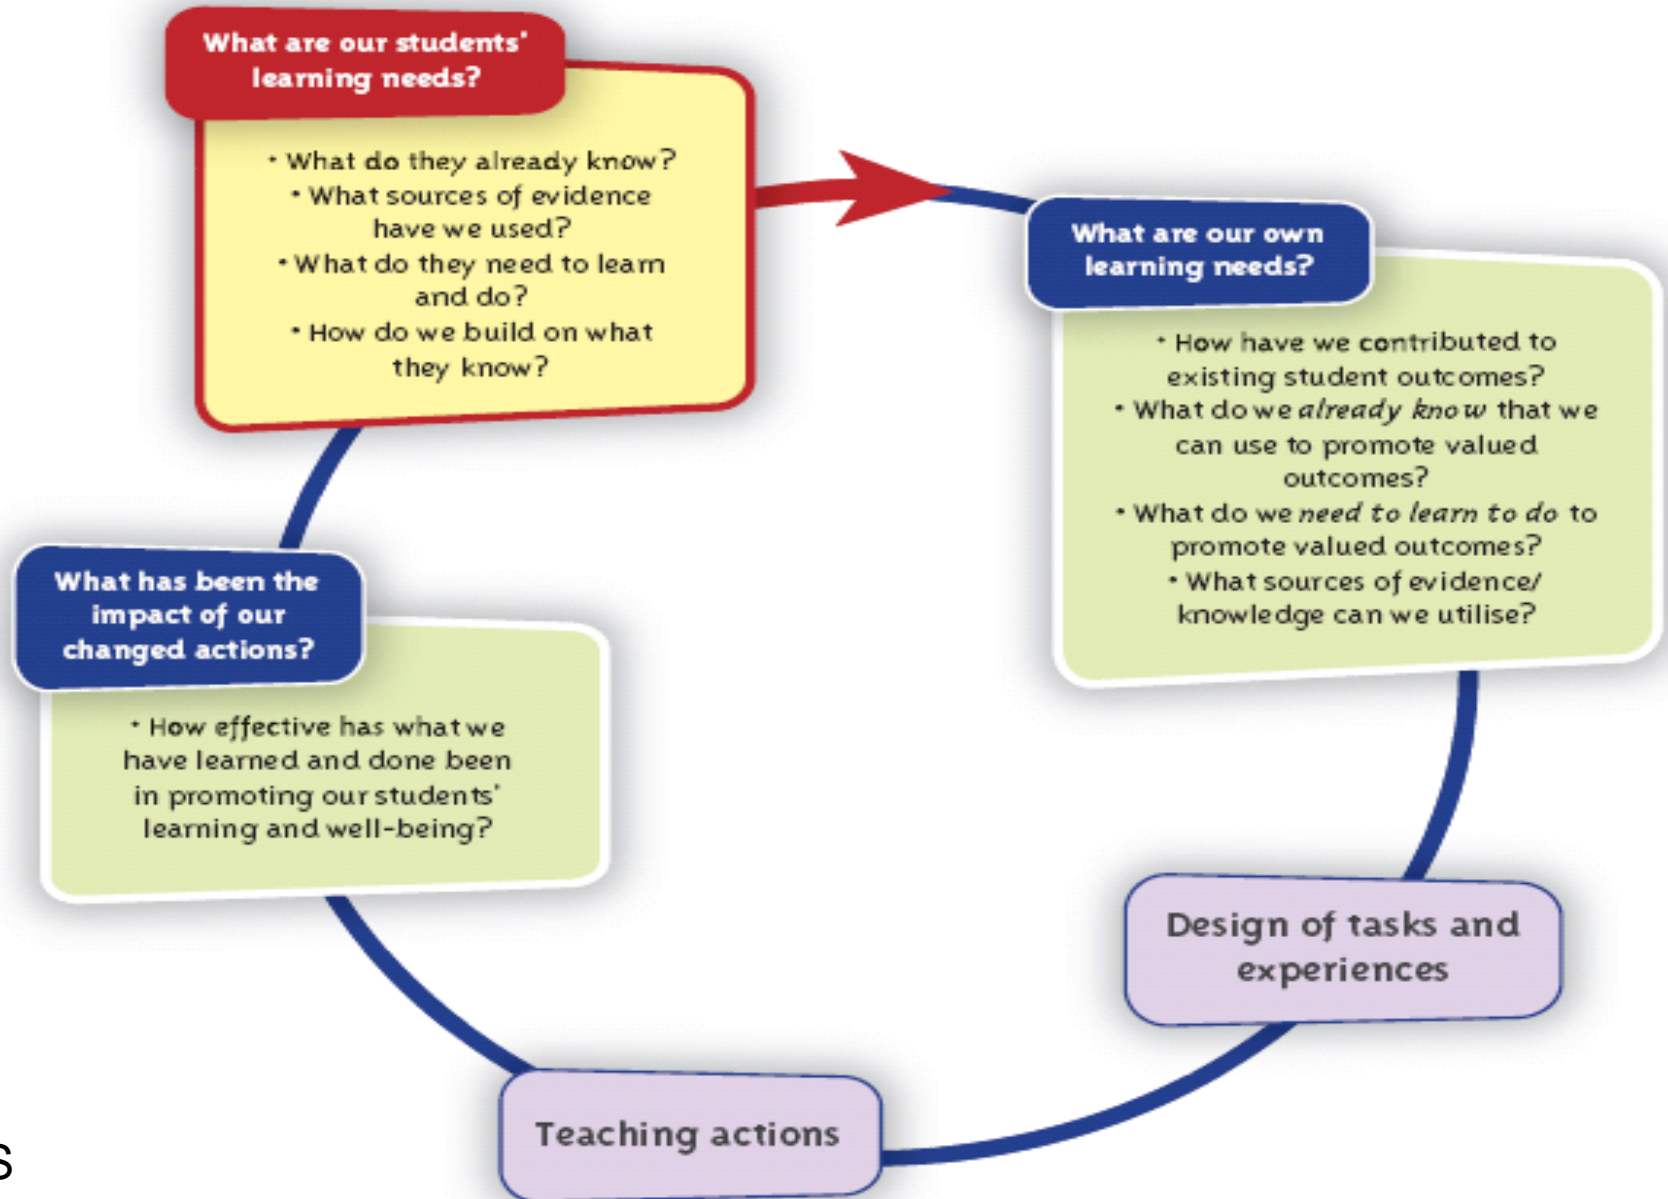 What are our students'
learning needs?
• What do they already know?
• What sources of evidence
have we used?
• What do they need to learn
and do?
• How do we build on what
they know?
What are our own
learning needs?
• How have we contributed to
existing student outcomes?
• What do we already know that we
can use to promote valued
outcomes?
• What do we need to learn to do to
promote valued outcomes?
• What sources of evidence/
knowledge can we utilise?
Design of tasks and
experiences
Teaching actions
What has been the
impact of our
changed actions?
• How effective has what we
have learned and done been
in promoting our students'
learning and well-being?
s